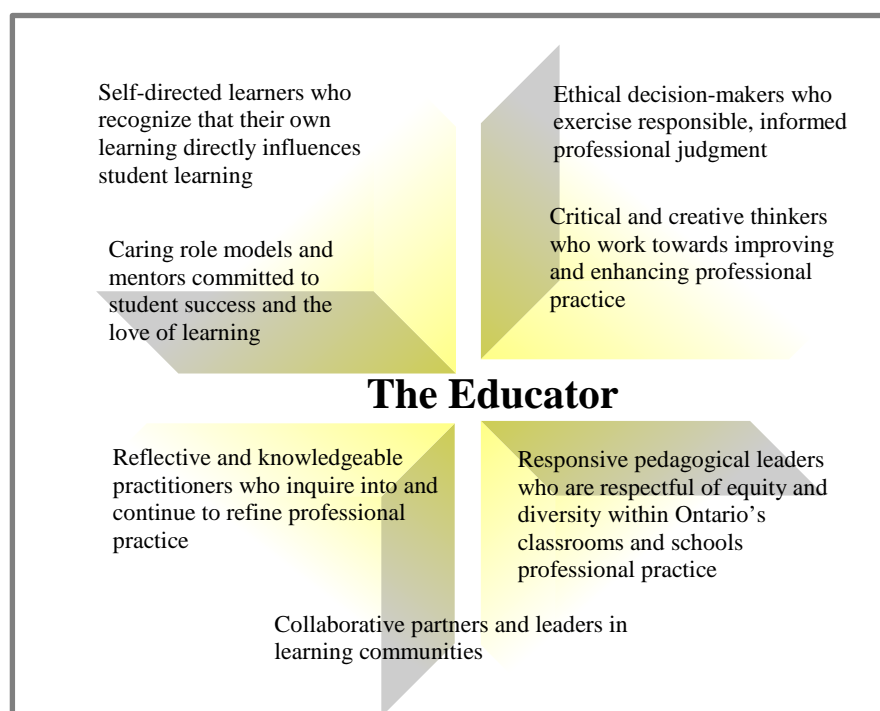 Self-directed learners who
recognize that their own
learning directly influences
student learning
Ethical decision-makers who
exercise responsible, informed
professional judgment
Caring role models and
mentors committed to
student success and the
love of learning
Critical and creative thinkers
who work towards improving
and enhancing professional
practice
The Educator
Reflective and knowledgeable
practitioners who inquire into and
continue to refine professional
practice
Responsive pedagogical leaders
who are respectful of equity and
diversity within Ontario’s
classrooms and schools
professional practice
Collaborative partners and leaders in
learning communities